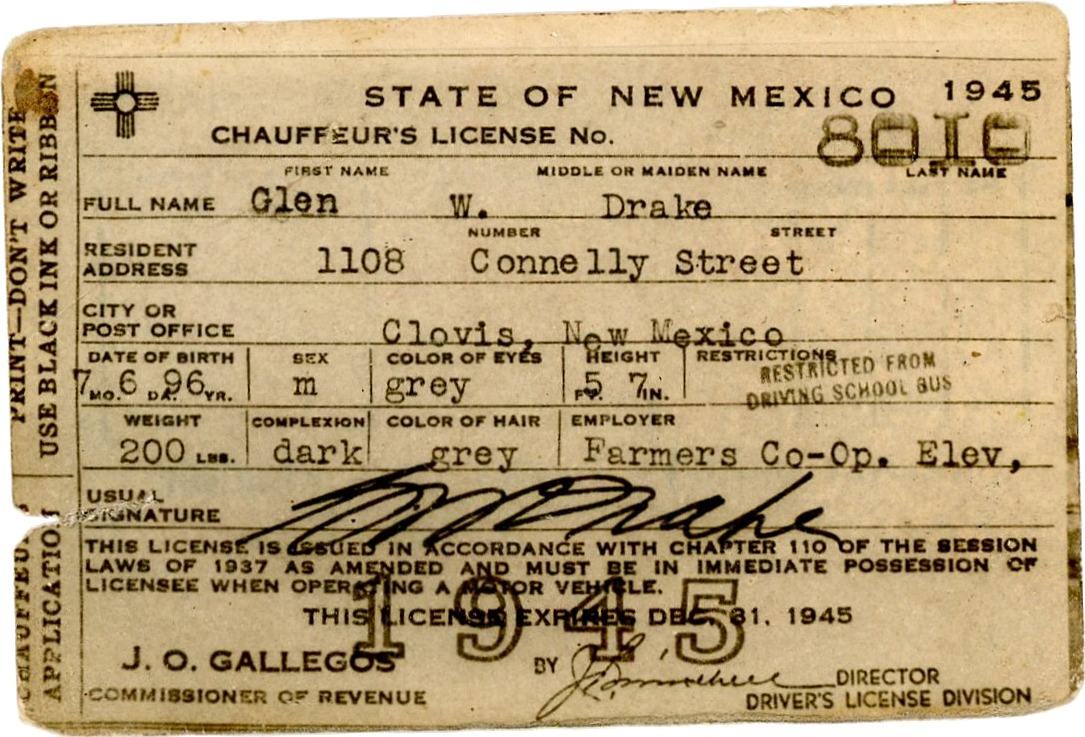 PRINT—DON'T WRITE
USE BLACK INK OR RIBBON
APPLICATION
STATE OF NEW MEXICO 1945
CHAUFFEUR'S LICENSE No. 8010
FIRST NAME MIDDLE OR MAIDEN NAME LAST NAME
FULL NAME Glen W. Drake
NUMBER STREET
RESIDENT
ADDRESS 1108 Connelly Street
CITY OR
POST OFFICE Clovis, New Mexico
DATE OF BIRTH SEX COLOR OF EYES HEIGHT RESTRICTIONS
7 MO. 6 DA. 96 YR. m grey 5 FT. 7 IN. RESTRICTED FROM
DRIVING SCHOOL BUS
WEIGHT COMPLEXION COLOR OF HAIR EMPLOYER
200 LBS. dark grey Farmers Co-Op. Elev,
USUAL
SIGNATURE Drake
THIS LICENSE IS ISSUED IN ACCORDANCE WITH CHAPTER 110 OF THE SESSION
LAWS OF 1937 AS AMENDED AND MUST BE IN IMMEDIATE POSSESSION OF
LICENSEE WHEN OPERATING A MOTOR VEHICLE.
1945
THIS LICENSE EXPIRES DEC. 31, 1945
J. O. GALLEGOS BY DIRECTOR
COMMISSIONER OF REVENUE DRIVER'S LICENSE DIVISION